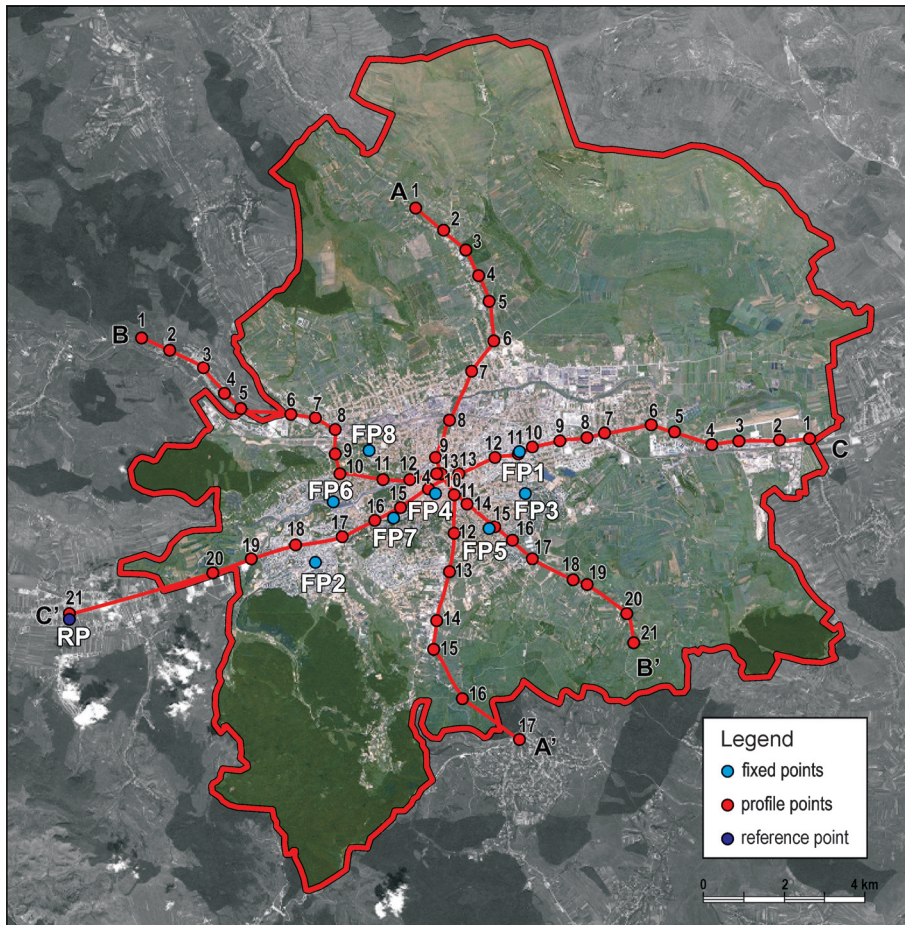 A 1
2
3
4
5
6
7
8
9
10
11
12
13
14
15
16
17
A'
B 1
2
3
4
5
6
7
8
9
10
11
12
13
14
15
16
17
18
19
20
21
B'
1
C
2
3
4
5
6
7
8
9
10
11
12
13
14
15
16
17
18
19
20
21
C'
RP
FP8
FP1
FP6
FP4
FP3
FP7
FP5
FP2
Legend
fixed points
profile points
reference point
0 2 4 km